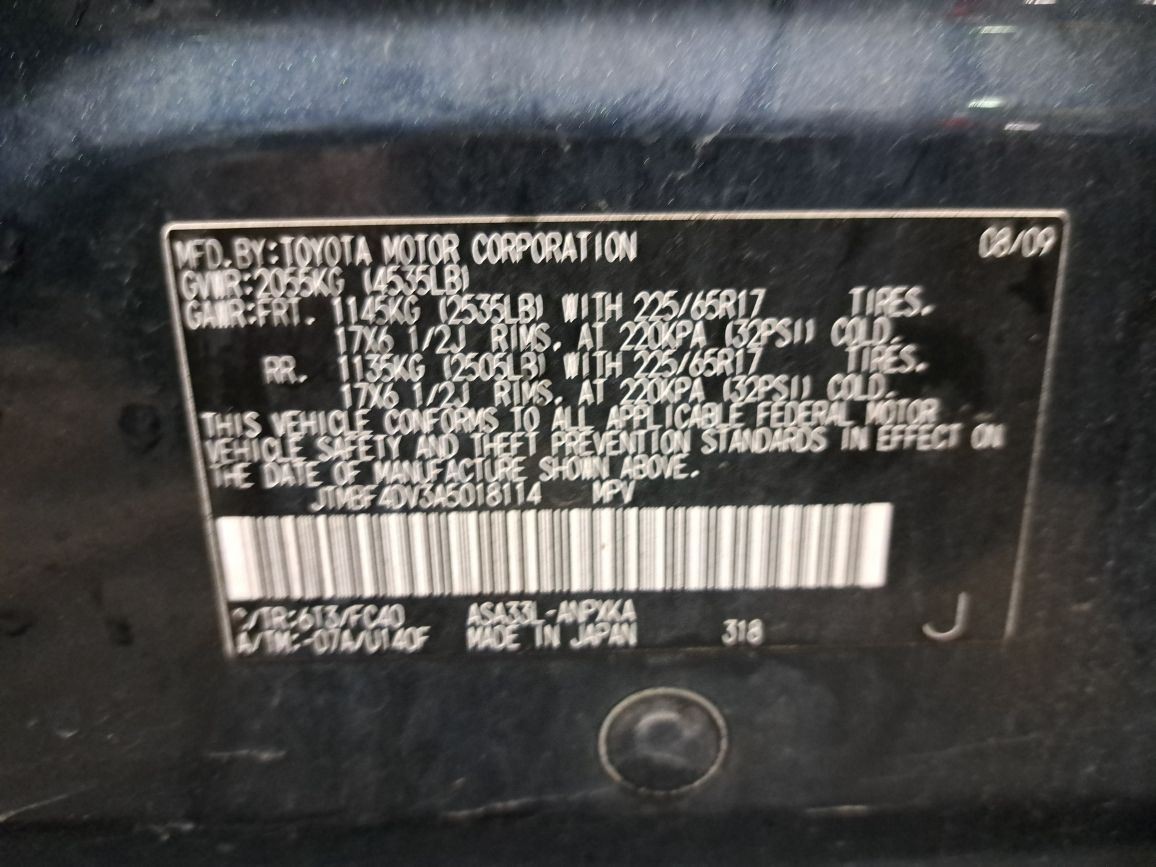 MFD.BY:TOYOTA MOTOR CORPORATION 08/09
GVWR:2055KG (4535LB)
GAWR:FRT. 1145KG (2535LB) WITH 225/65R17 TIRES.
17X6 1/2J RIMS, AT 220KPA (32PSI) COLD.
RR. 1135KG (2505LB) WITH 225/65R17 TIRES.
17X6 1/2J RIMS, AT 220KPA (32PSI) COLD.
THIS VEHICLE CONFORMS TO ALL APPLICABLE FEDERAL MOTOR
VEHICLE SAFETY AND THEFT PREVENTION STANDARDS IN EFFECT ON
THE DATE OF MANUFACTURE SHOWN ABOVE.
JTMBF4DV3A5018114 MPV
C/TR:6T3/FC40 ASA33L-ANPXKA
A/TM:-07A/U140F MADE IN JAPAN 318 J